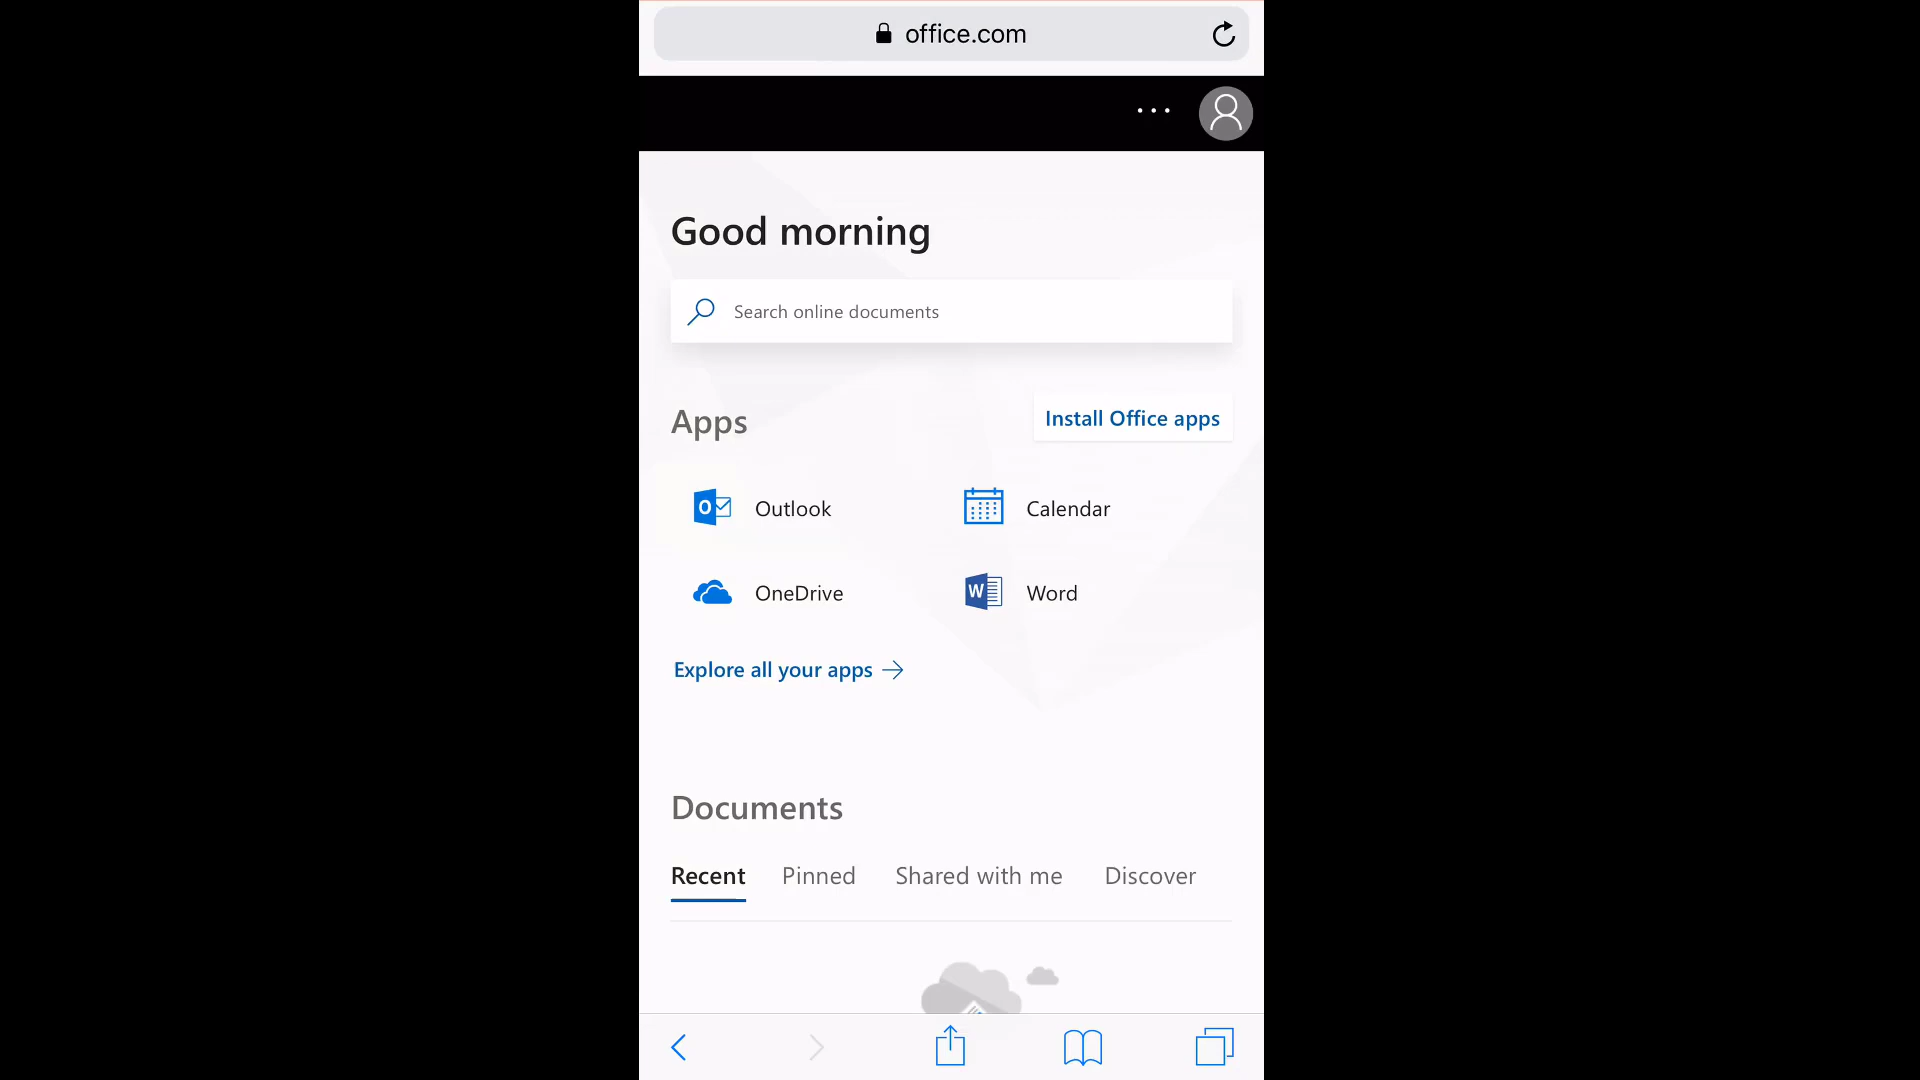 office.com
Good morning
Search online documents
Apps
Install Office apps
Outlook
Calendar
OneDrive
Word
Explore all your apps
Documents
Recent Pinned Shared with me Discover